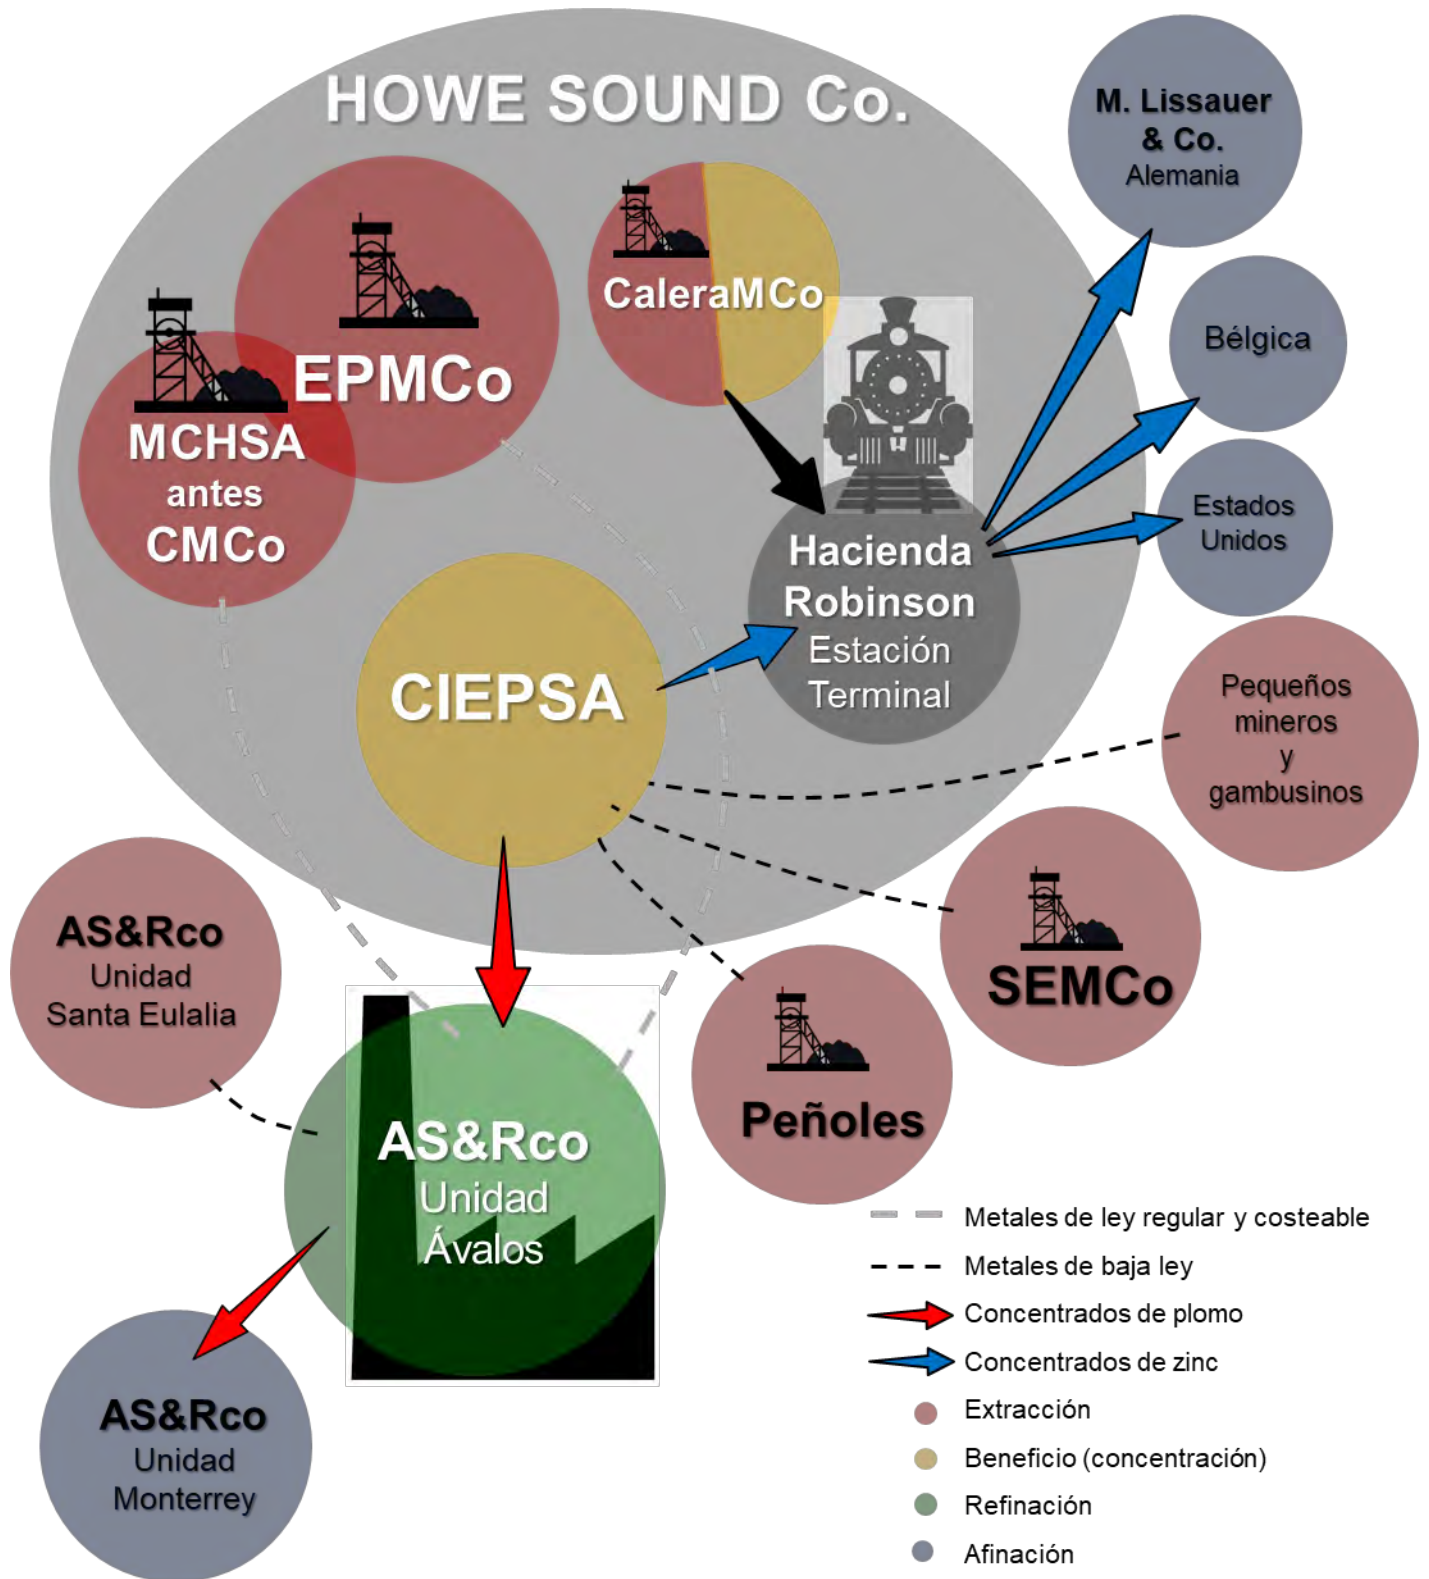 HOWE SOUND Co.
M. Lissauer
& Co.
Alemania
CaleraMCo
Bélgica
EPMCo
MCHSA
antes
CMCo
Estados
Unidos
Hacienda
Robinson
Estación
Terminal
CIEPSA
Pequeños
mineros
y
gambusinos
AS&Rco
Unidad
Santa Eulalia
SEMCo
Peñoles
AS&Rco
Unidad
Ávalos
AS&Rco
Unidad
Monterrey
Metales de ley regular y costeable
Metales de baja ley
Concentrados de plomo
Concentrados de zinc
Extracción
Beneficio (concentración)
Refinación
Afinación